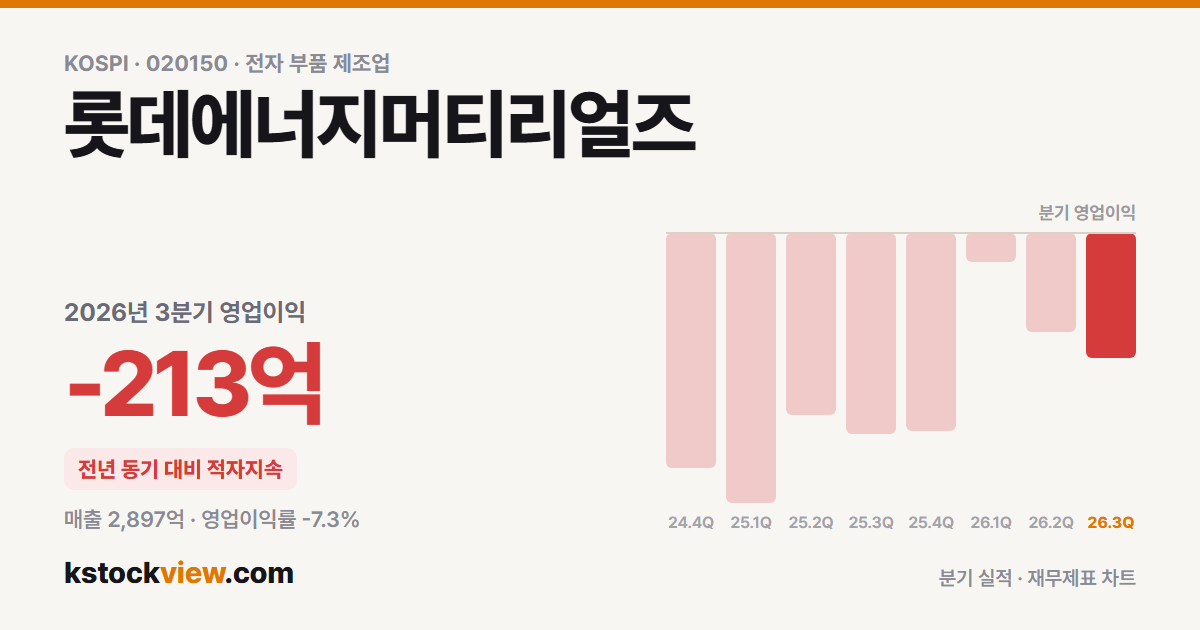 KOSPI · 020150 · 전자 부품 제조업
롯데에너지머티리얼즈
분기 영업이익
2026년 3분기 영업이익
-213억
전년 동기 대비 적자지속
매출 2,897억 · 영업이익률 -7.3%
24.4Q 25.1Q 25.2Q 25.3Q 25.4Q 26.1Q 26.2Q 26.3Q
kstockview.com
분기 실적 · 재무제표 차트